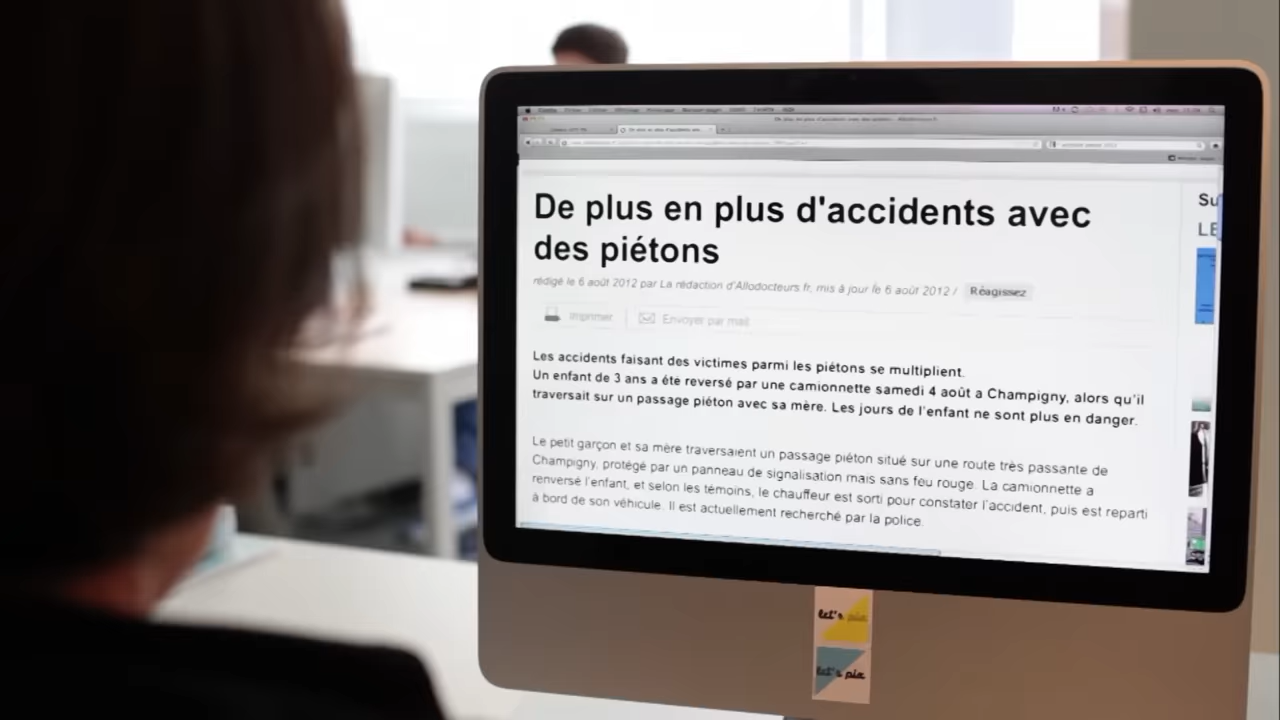 De plus en plus d'accidents avec
des piétons
rédigé le 6 août 2012 par La rédaction d'Allodocteurs.fr, mis à jour le 6 août 2012 /
Réagissez
Imprimer
Envoyer par mail
Les accidents faisant des victimes parmi les piétons se multiplient.
Un enfant de 3 ans a été reversé par une camionnette samedi 4 août a Champigny, alors qu'il
traversait sur un passage piéton avec sa mère. Les jours de l'enfant ne sont plus en danger.
Le petit garçon et sa mère traversaient un passage piéton situé sur une route très passante de
Champigny, protégé par un panneau de signalisation mais sans feu rouge. La camionnette a
renversé l'enfant, et selon les témoins, le chauffeur est sorti pour constater l'accident, puis est reparti
à bord de son véhicule. Il est actuellement recherché par la police.
Su
LE
let's pix
let's pix